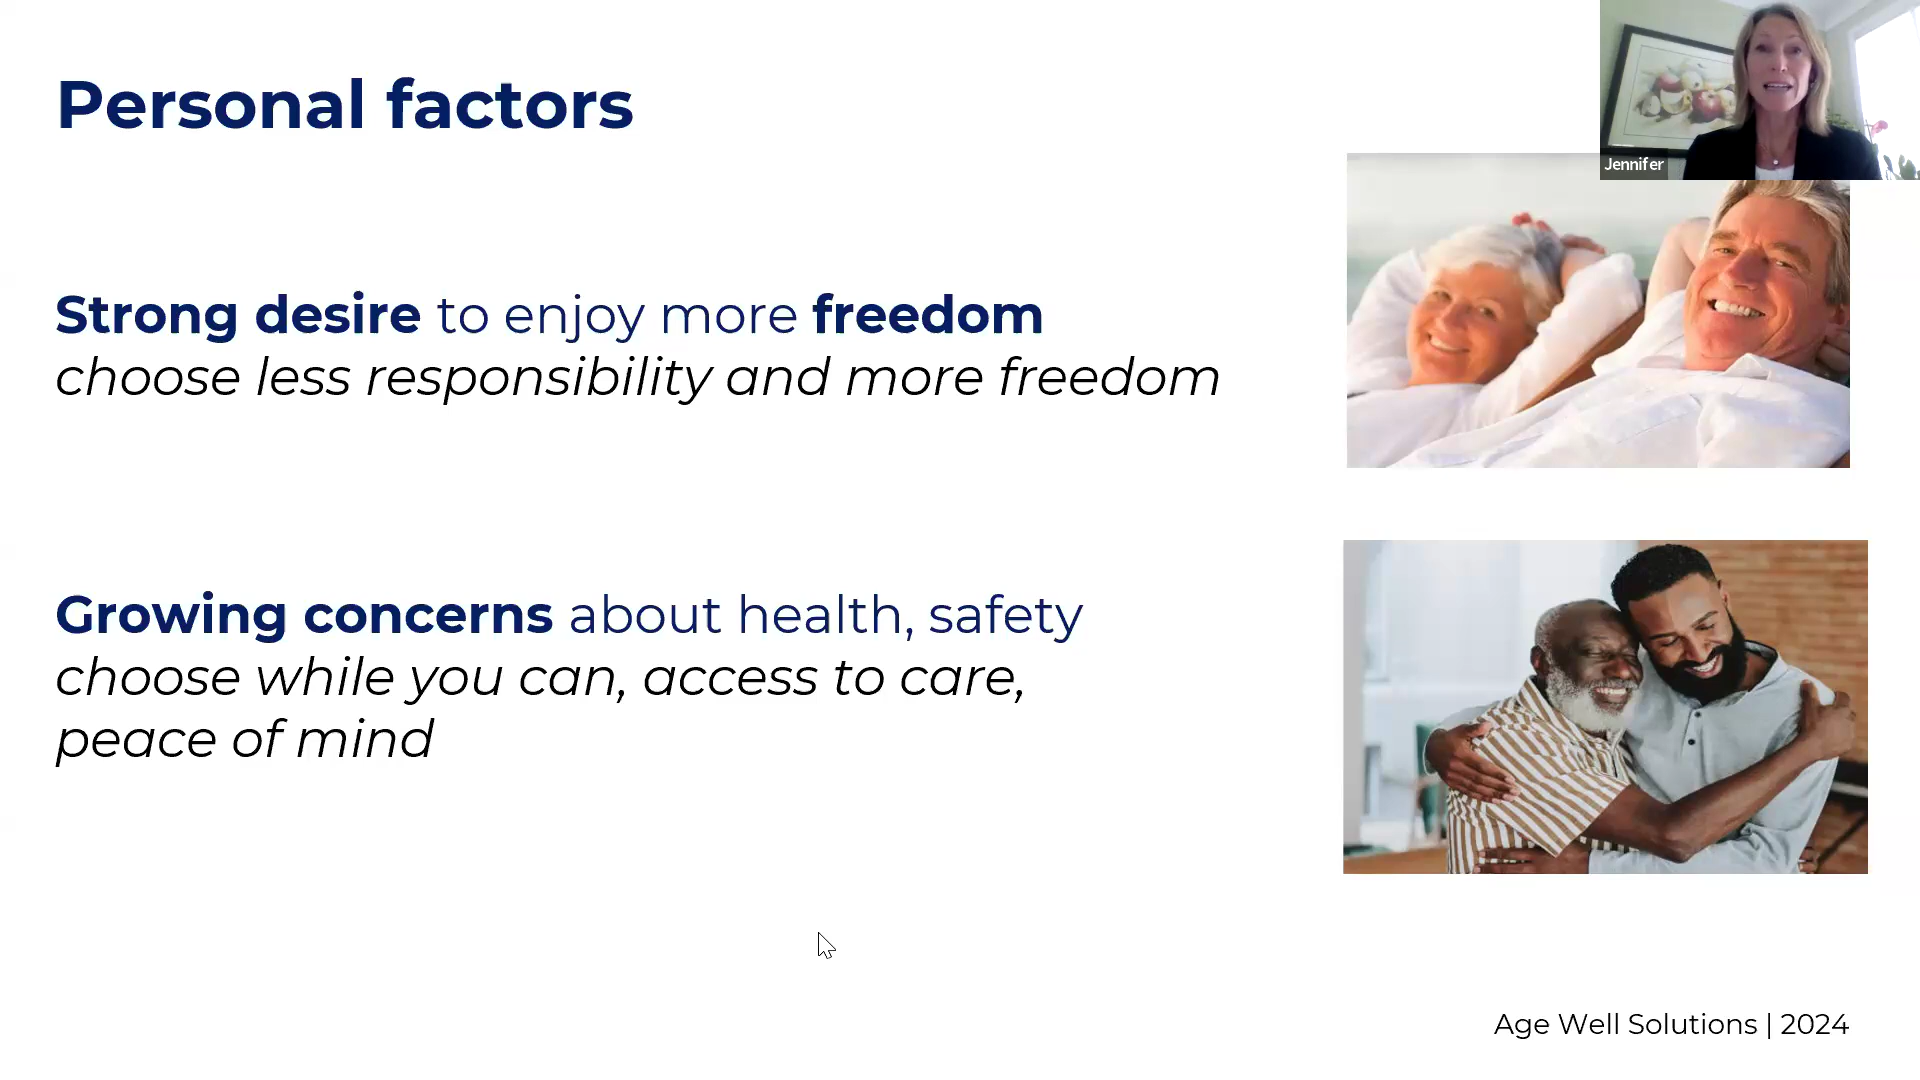 Personal factors
Jennifer
Strong desire to enjoy more freedom
choose less responsibility and more freedom
Growing concerns about health, safety
choose while you can, access to care,
peace of mind
Age Well Solutions | 2024